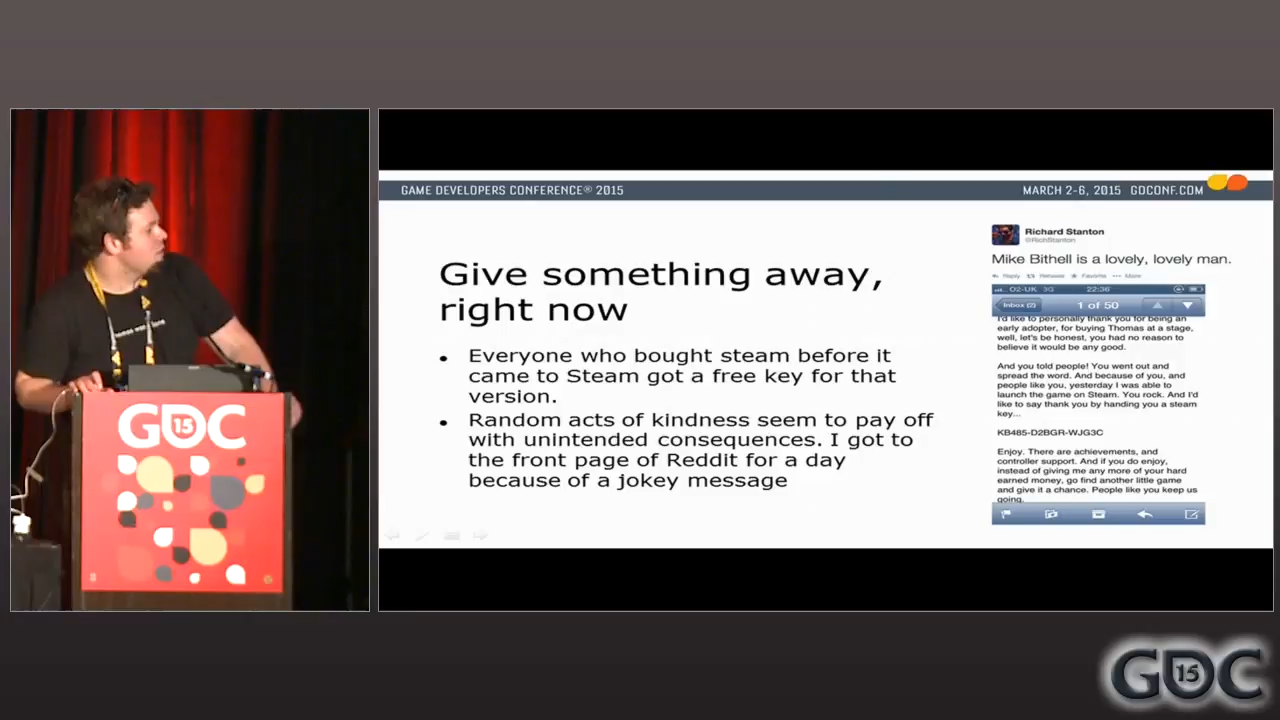 GAME DEVELOPERS CONFERENCE® 2015
MARCH 2-6, 2015 GDCONF.COM
Give something away,
right now
• Everyone who bought steam before it
came to Steam got a free key for that
version.
• Random acts of kindness seem to pay off
with unintended consequences. I got to
the front page of Reddit for a day
because of a jokey message
Richard Stanton
@RichStanton
Mike Bithell is a lovely, lovely man.
Reply Retweet Favorite More
O2-UK 3G 22:36
Inbox (2) 1 of 50
I'd like to personally thank you for being an
early adopter, for buying Thomas at a stage,
well, let's be honest, you had no reason to
believe it would be any good.
And you told people! You went out and
spread the word. And because of you, and
people like you, yesterday I was able to
launch the game on Steam. You rock. And I'd
like to say thank you by handing you a steam
key...
KB485-D2BGR-WJG3C
Enjoy. There are achievements, and
controller support. And if you do enjoy,
instead of giving me any more of your hard
earned money, go find another little game
and give it a chance. People like you keep us
going.
GDC 15
GDC 15